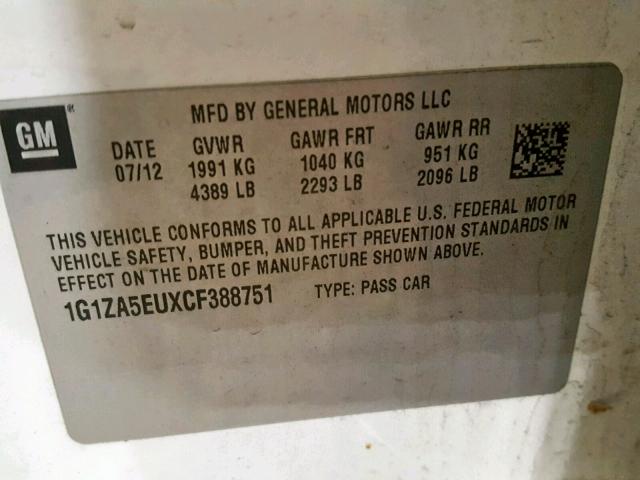 MFD BY GENERAL MOTORS LLC
GM®
DATE GVWR GAWR FRT GAWR RR
07/12 1991 KG 1040 KG 951 KG
4389 LB 2293 LB 2096 LB
THIS VEHICLE CONFORMS TO ALL APPLICABLE U.S. FEDERAL MOTOR
VEHICLE SAFETY, BUMPER, AND THEFT PREVENTION STANDARDS IN
EFFECT ON THE DATE OF MANUFACTURE SHOWN ABOVE.
1G1ZA5EUXCF388751 TYPE: PASS CAR